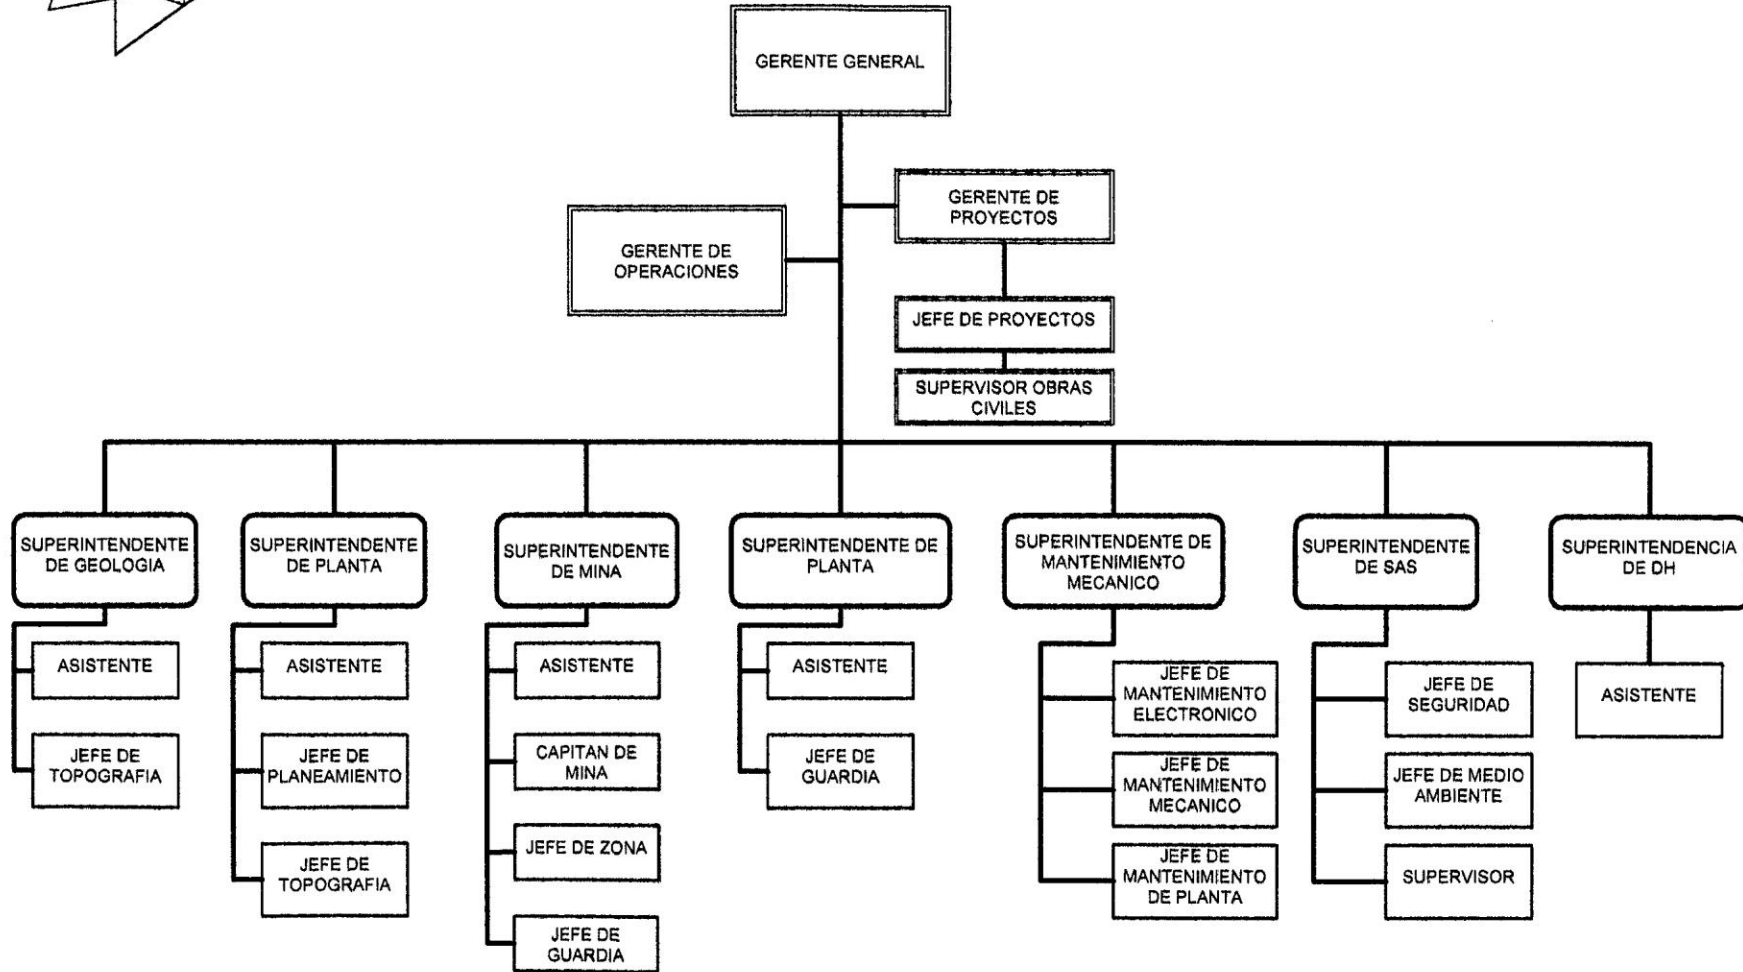 GERENTE GENERAL
GERENTE DE
PROYECTOS
GERENTE DE
OPERACIONES
JEFE DE PROYECTOS
SUPERVISOR OBRAS
CIVILES
SUPERINTENDENTE
DE GEOLOGIA
SUPERINTENDENTE
DE PLANTA
SUPERINTENDENTE
DE MINA
SUPERINTENDENTE DE
PLANTA
SUPERINTENDENTE DE
MANTENIMIENTO
MECANICO
SUPERINTENDENTE
DE SAS
SUPERINTENDENCIA
DE DH
ASISTENTE
JEFE DE
TOPOGRAFIA
ASISTENTE
JEFE DE
PLANEAMIENTO
JEFE DE
TOPOGRAFIA
ASISTENTE
CAPITAN DE
MINA
JEFE DE ZONA
JEFE DE
GUARDIA
ASISTENTE
JEFE DE
GUARDIA
JEFE DE
MANTENIMIENTO
ELECTRONICO
JEFE DE
MANTENIMIENTO
MECANICO
JEFE DE
MANTENIMIENTO
DE PLANTA
JEFE DE
SEGURIDAD
JEFE DE MEDIO
AMBIENTE
SUPERVISOR
ASISTENTE